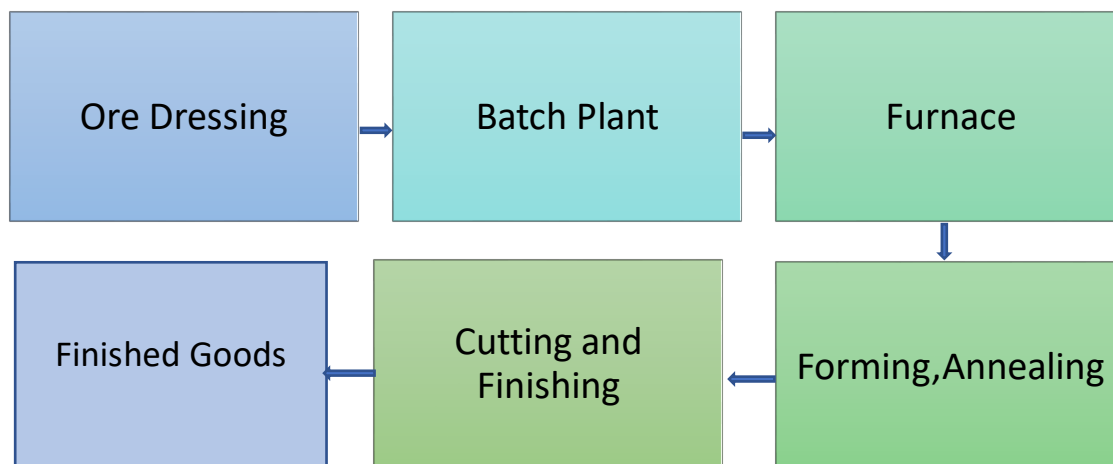 Ore Dressing
Batch Plant
Furnace
Forming,Annealing
Cutting and
Finishing
Finished Goods